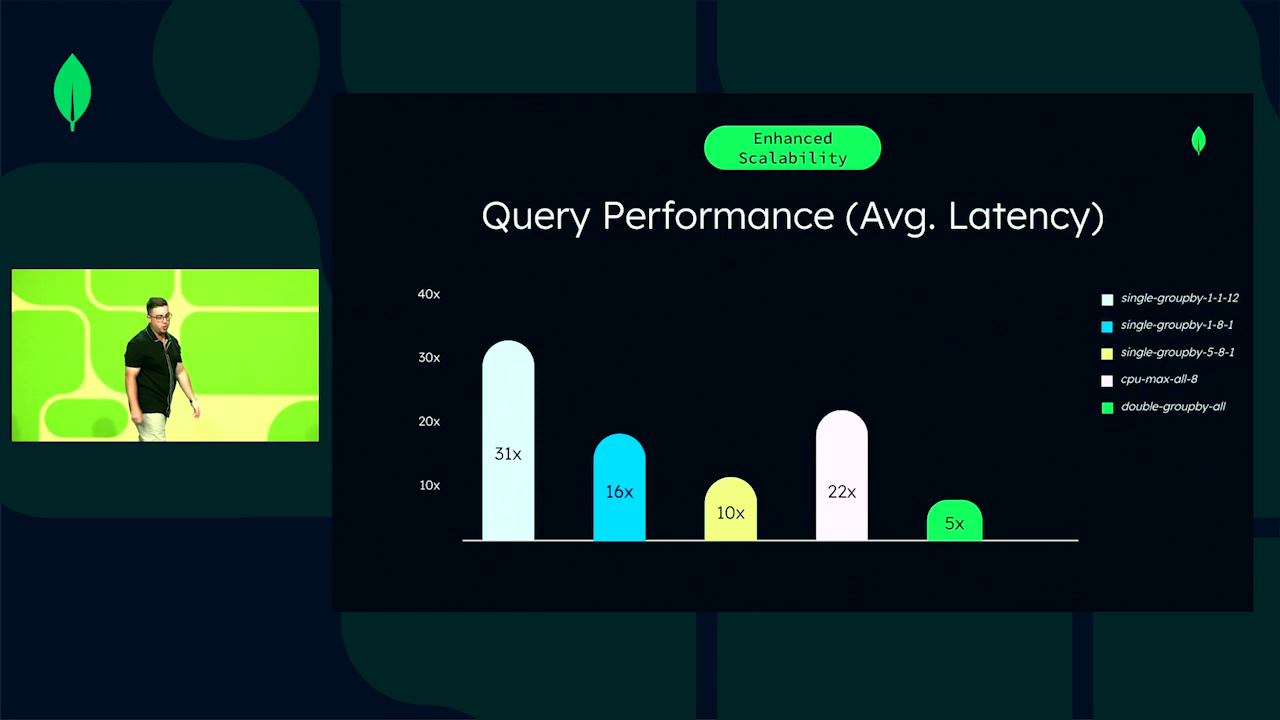 Enhanced
Scalability
Query Performance (Avg. Latency)
40x
30x
20x
10x
31x
16x
10x
22x
5x
single-groupby-1-1-12
single-groupby-1-8-1
single-groupby-5-8-1
cpu-max-all-8
double-groupby-all